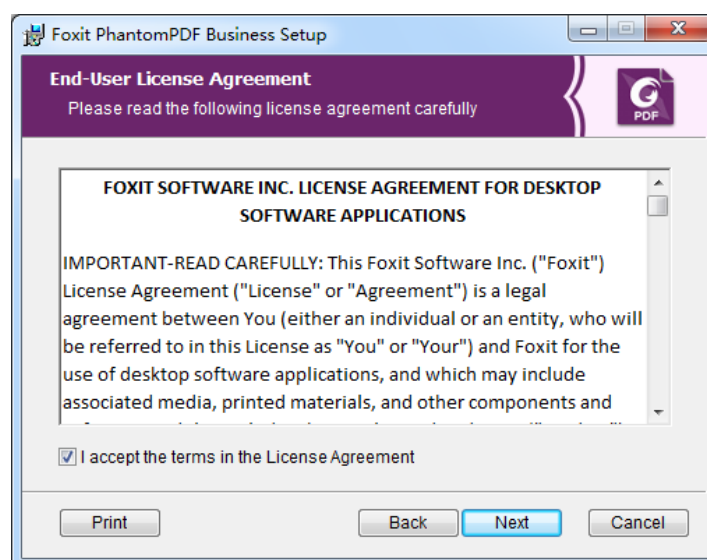 Foxit PhantomPDF Business Setup
End-User License Agreement
Please read the following license agreement carefully
PDF
FOXIT SOFTWARE INC. LICENSE AGREEMENT FOR DESKTOP
SOFTWARE APPLICATIONS
IMPORTANT-READ CAREFULLY: This Foxit Software Inc. ("Foxit")
License Agreement ("License" or "Agreement") is a legal
agreement between You (either an individual or an entity, who will
be referred to in this License as "You" or "Your") and Foxit for the
use of desktop software applications, and which may include
associated media, printed materials, and other components and
I accept the terms in the License Agreement
Print
Back
Next
Cancel